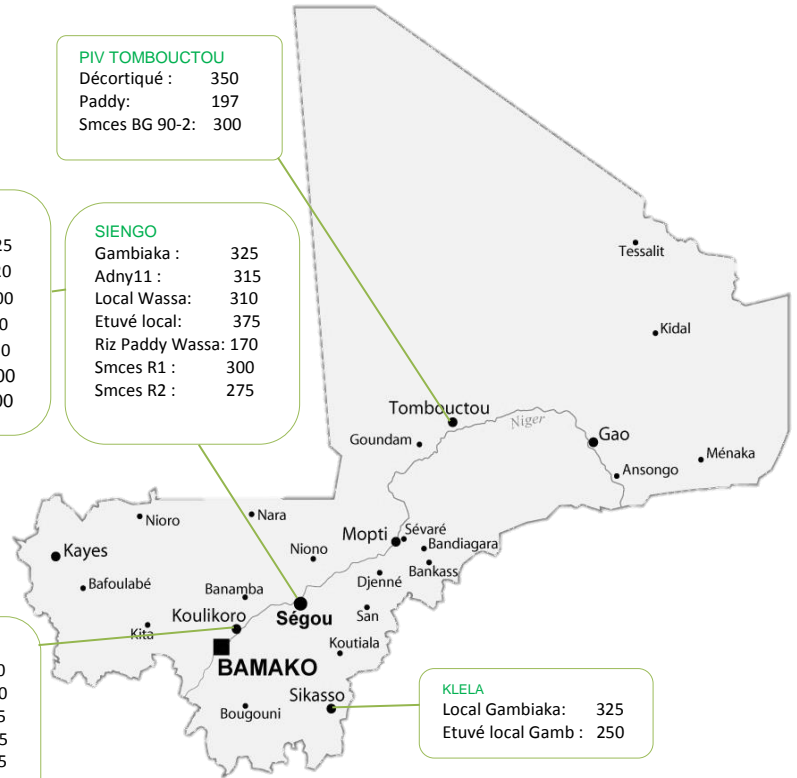 PIV TOMBOUCTOU
Décortiqué : 350
Paddy: 197
Smces BG 90-2: 300
SIENGO
Gambiaka : 325
Adny11 : 315
Local Wassa: 310
Etuvé local: 375
Riz Paddy Wassa: 170
Smces R1 : 300
Smces R2 : 275
Tessalit
Kidal
Tombouctou
Niger
Goundam
Gao
Ménaka
Ansongo
Nioro
Nara
Mopti
Sévaré
Bandiagara
Kayes
Niono
Bankass
Bafoulabé
Djenné
Banamba
Ségou
San
Koulikoro
Kita
Koutiala
BAMAKO
Sikasso
Bougouni
KLELA
Local Gambiaka: 325
Etuvé local Gamb : 250